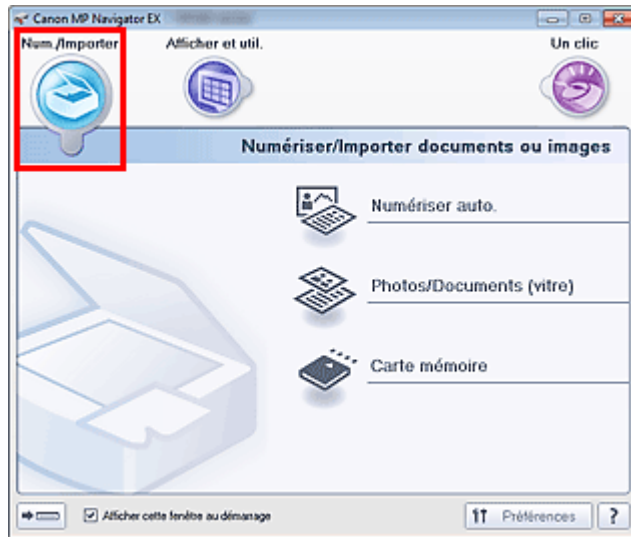 Canon MP Navigator EX
Num./Importer
Afficher et util.
Un clic
Numériser/Importer documents ou images
Numériser auto.
Photos/Documents (vitre)
Carte mémoire
Afficher cette fenêtre au démarrage
Préférences
?